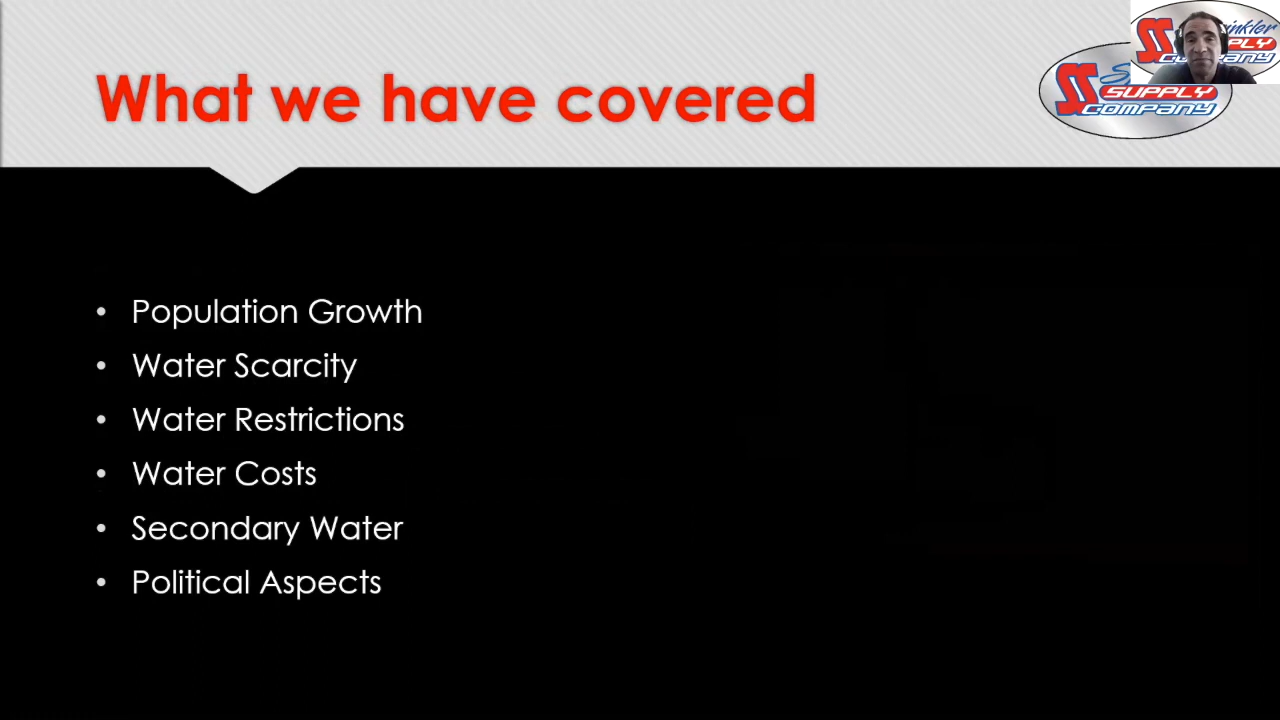 What we have covered
SUPPLY
COMPANY
• Population Growth
• Water Scarcity
• Water Restrictions
• Water Costs
• Secondary Water
• Political Aspects